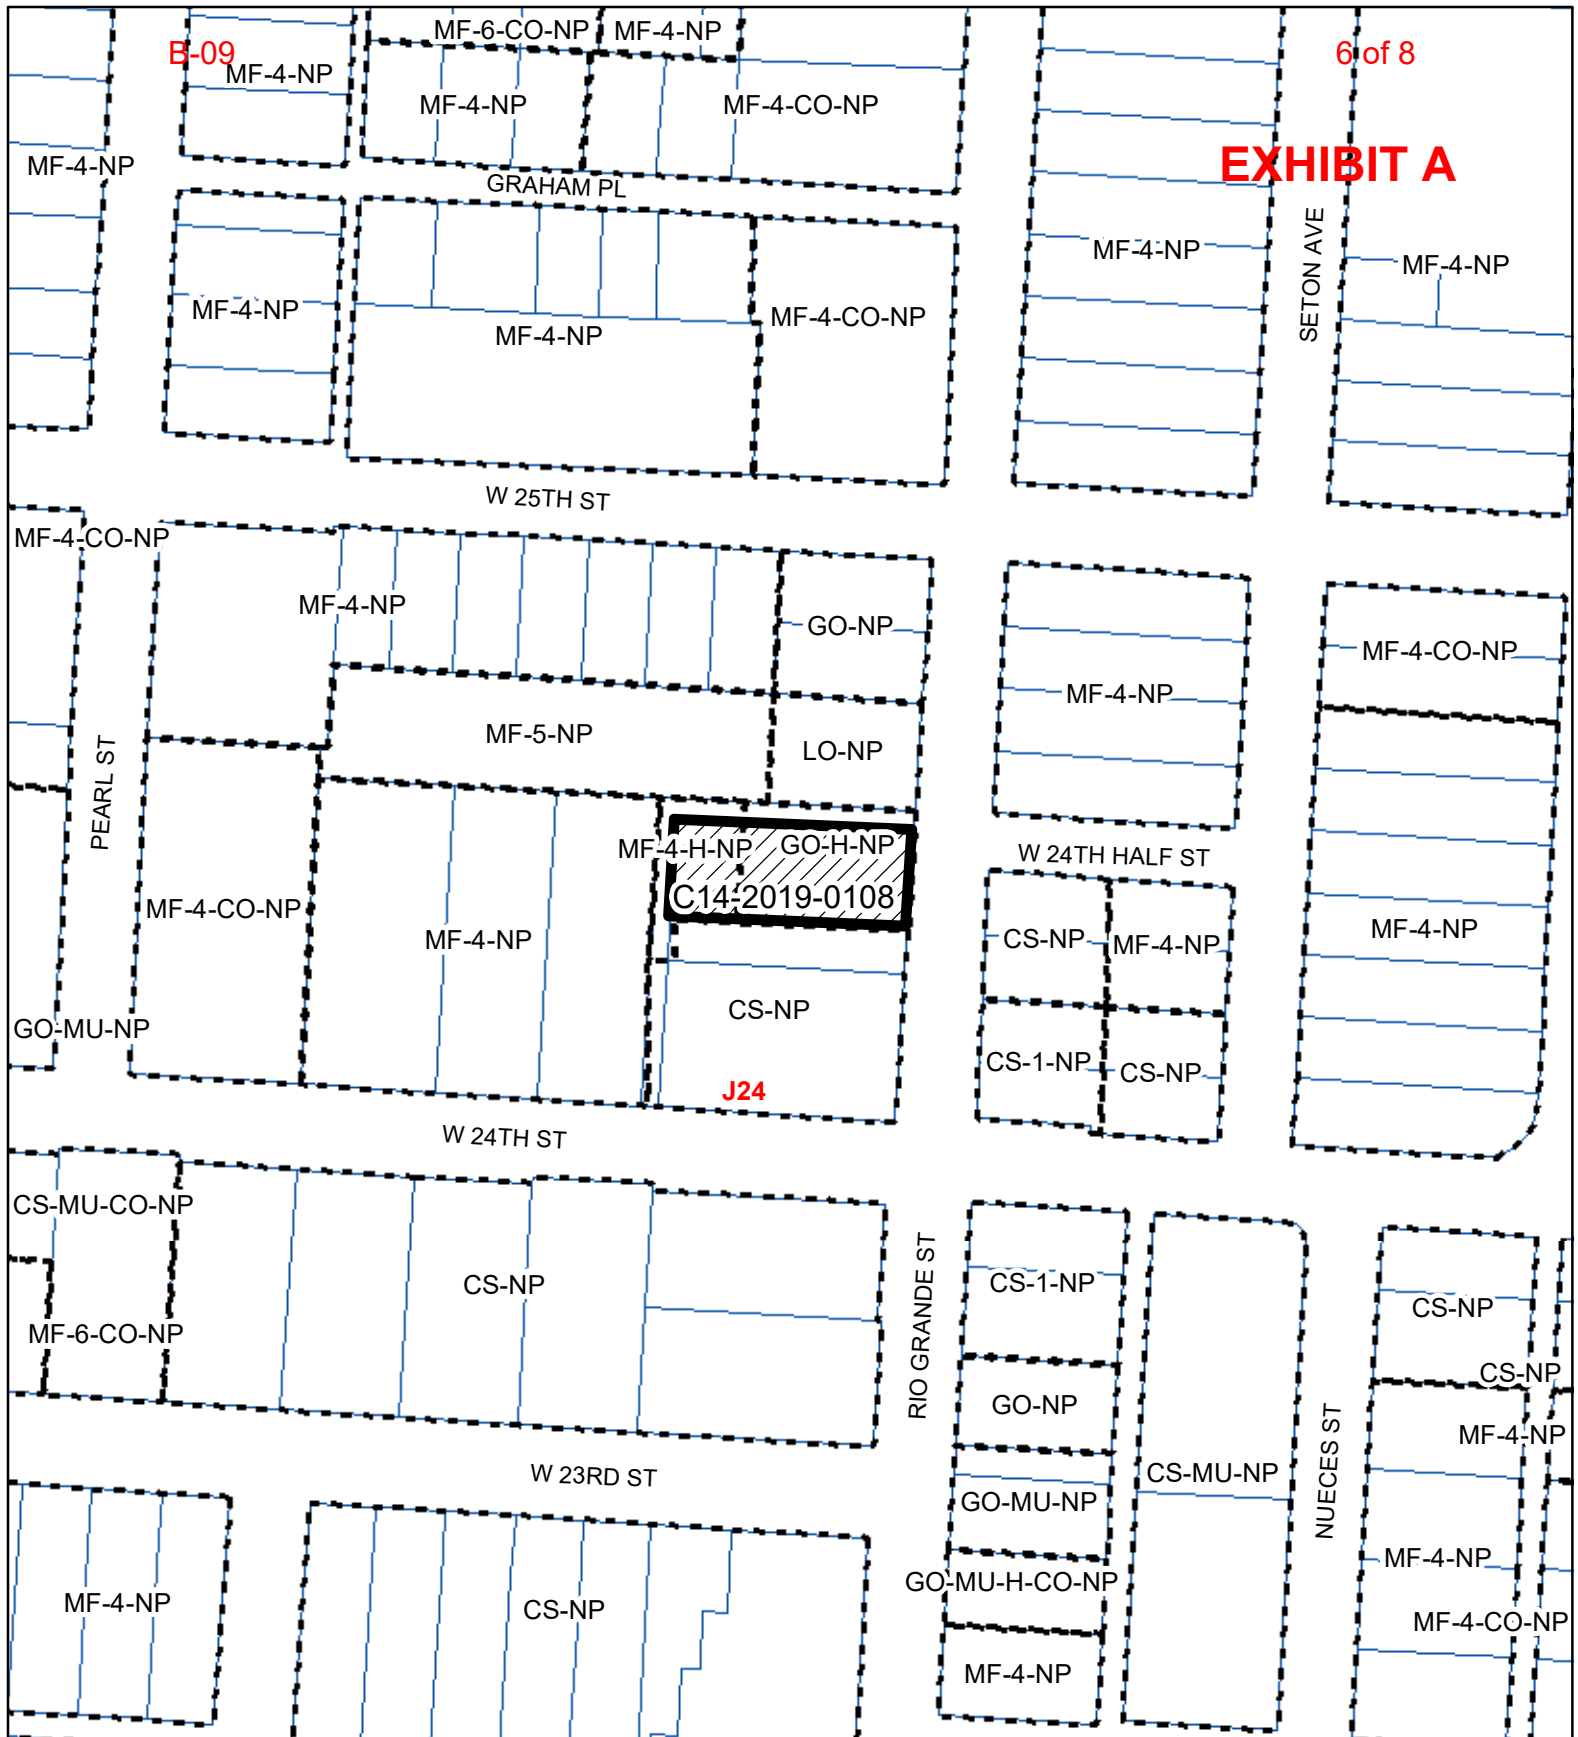 MF-6-CO-NP MF-4-NP
B-09 6 of 8
MF-4-NP
MF-4-NP MF-4-CO-NP
MF-4-NP EXHIBIT A
GRAHAM PL
MF-4-NP SETON AVE MF-4-NP
MF-4-NP MF-4-NP MF-4-CO-NP
W 25TH ST
MF-4-CO-NP
MF-4-NP GO-NP
MF-4-NP MF-4-CO-NP
MF-5-NP LO-NP
PEARL ST
MF-4-H-NP GO-H-NP W 24TH HALF ST
C14-2019-0108
MF-4-CO-NP
MF-4-NP CS-NP MF-4-NP MF-4-NP
CS-NP
GO-MU-NP
CS-1-NP CS-NP
J24
W 24TH ST
CS-MU-CO-NP
CS-NP RIO GRANDE ST CS-1-NP CS-NP
MF-6-CO-NP
CS-NP
GO-NP
MF-4-NP
W 23RD ST CS-MU-NP NUECES ST
GO-MU-NP
MF-4-NP
GO-MU-H-CO-NP
MF-4-NP CS-NP MF-4-CO-NP
MF-4-NP